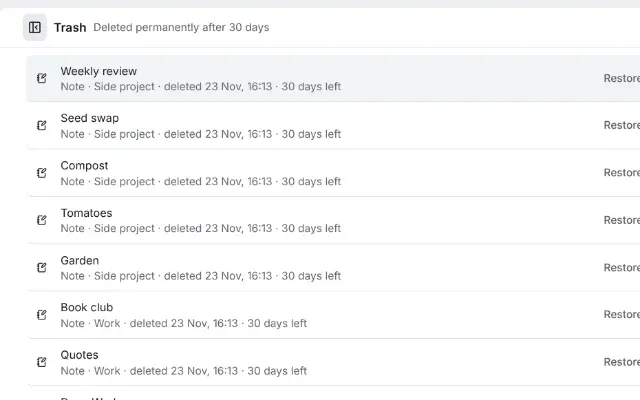 Trash Deleted permanently after 30 days
Weekly review
Note · Side project · deleted 23 Nov, 16:13 · 30 days left
Restore
Seed swap
Note · Side project · deleted 23 Nov, 16:13 · 30 days left
Restore
Compost
Note · Side project · deleted 23 Nov, 16:13 · 30 days left
Restore
Tomatoes
Note · Side project · deleted 23 Nov, 16:13 · 30 days left
Restore
Garden
Note · Side project · deleted 23 Nov, 16:13 · 30 days left
Restore
Book club
Note · Work · deleted 23 Nov, 16:13 · 30 days left
Restore
Quotes
Note · Work · deleted 23 Nov, 16:13 · 30 days left
Restore